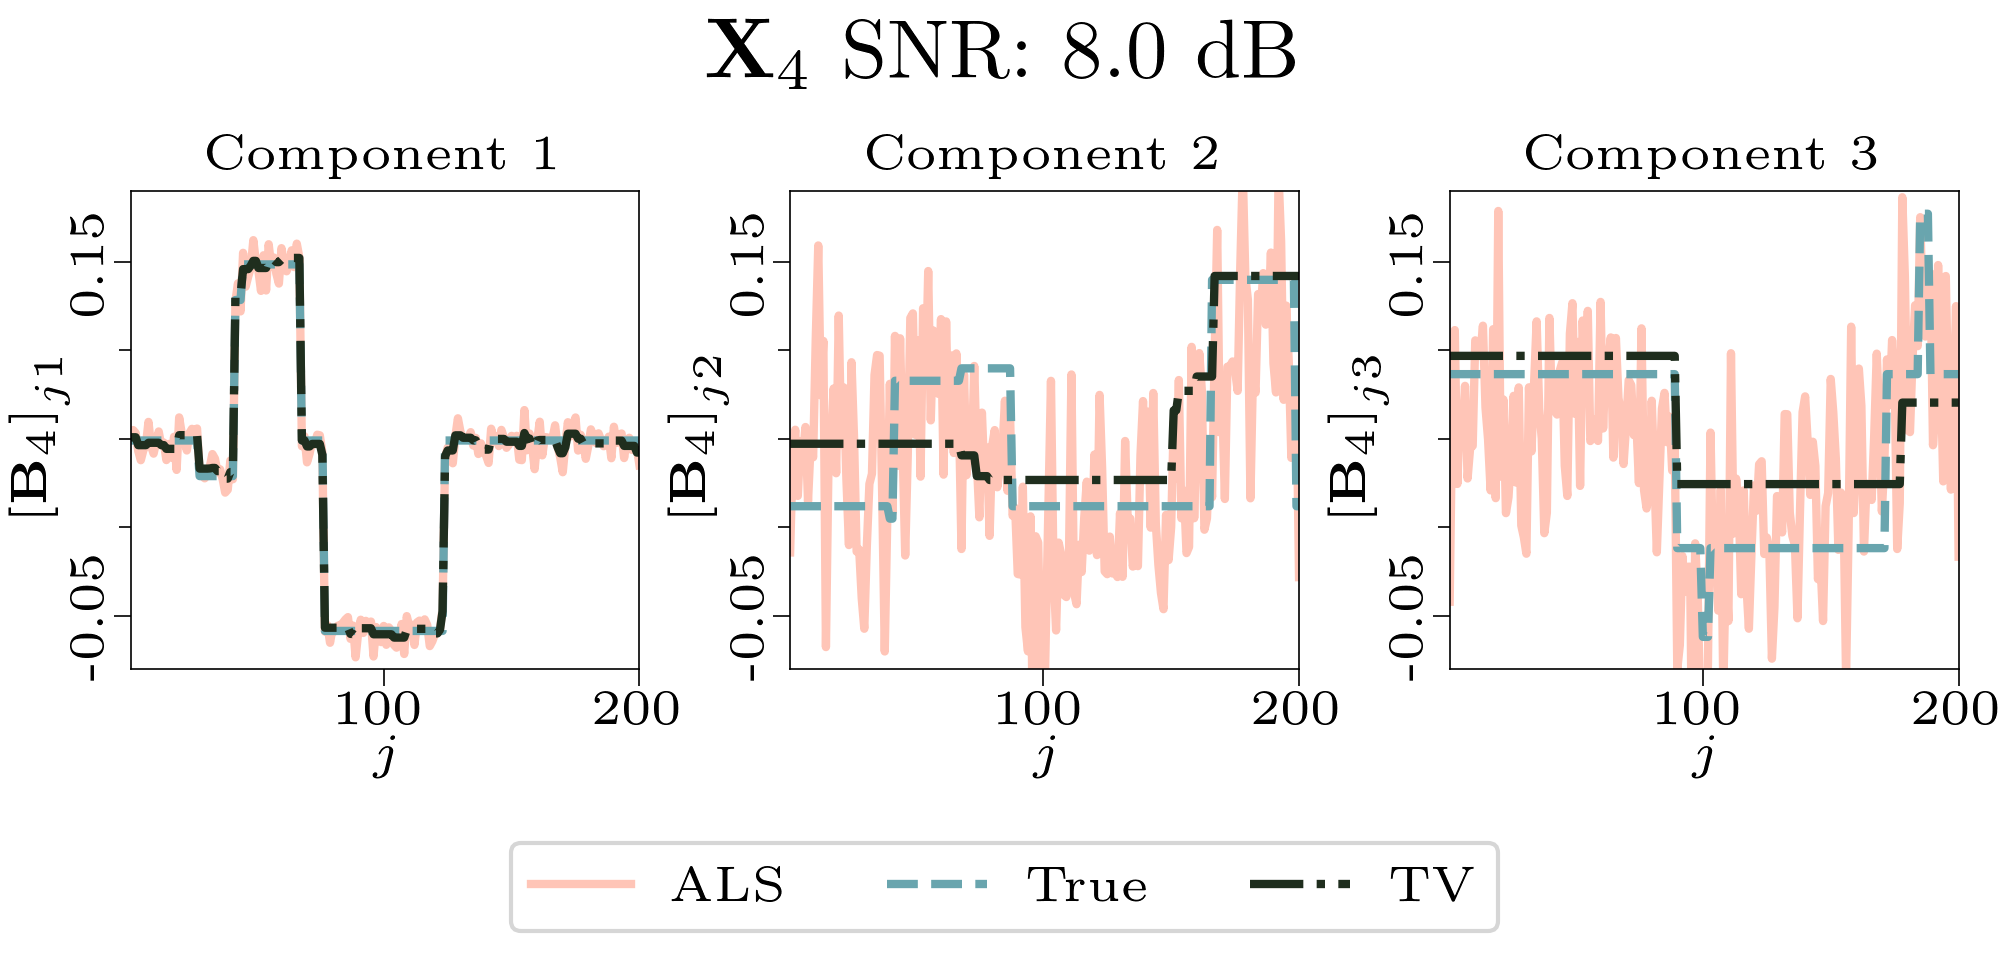 X₄ SNR: 8.0 dB
Component 1
Component 2
Component 3
[B₄]ⱼ₁
0.15
-0.05
100
200
j
[B₄]ⱼ₂
0.15
-0.05
100
200
j
[B₄]ⱼ₃
0.15
-0.05
100
200
j
ALS
True
TV